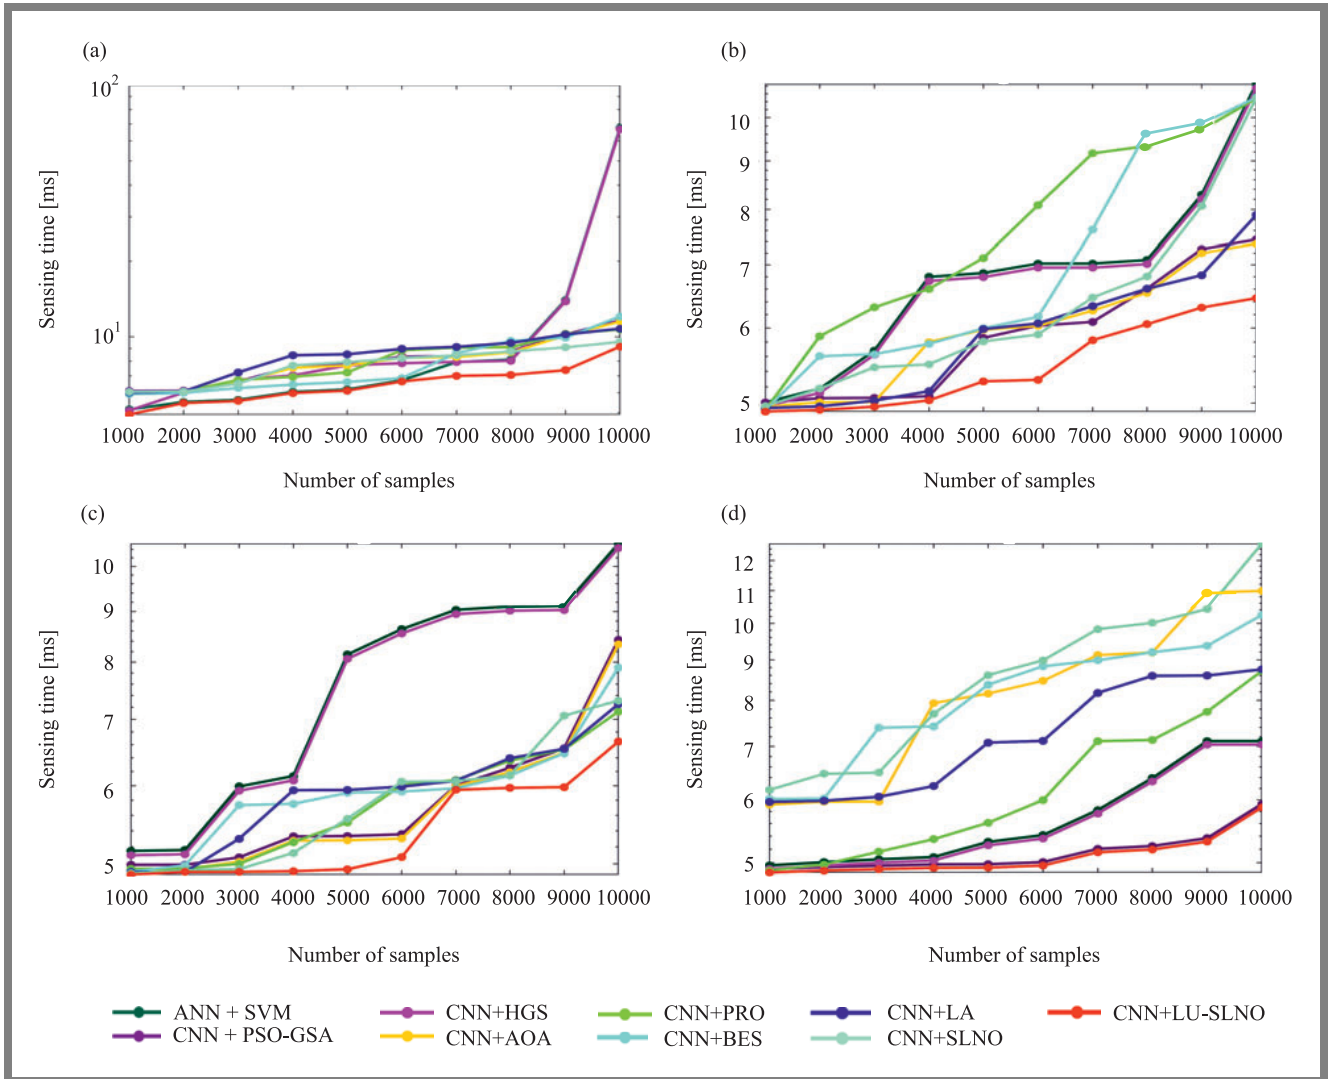 (a)
10²
10¹
Sensing time [ms]
1000 2000 3000 4000 5000 6000 7000 8000 9000 10000
Number of samples
(b)
10
9
8
7
6
5
Sensing time [ms]
1000 2000 3000 4000 5000 6000 7000 8000 9000 10000
Number of samples
(c)
10
9
8
7
6
5
Sensing time [ms]
1000 2000 3000 4000 5000 6000 7000 8000 9000 10000
Number of samples
(d)
12
11
10
9
8
7
6
5
Sensing time [ms]
1000 2000 3000 4000 5000 6000 7000 8000 9000 10000
Number of samples
ANN + SVM
CNN+HGS
CNN+PRO
CNN+LA
CNN+LU-SLNO
CNN + PSO-GSA
CNN+AOA
CNN+BES
CNN+SLNO